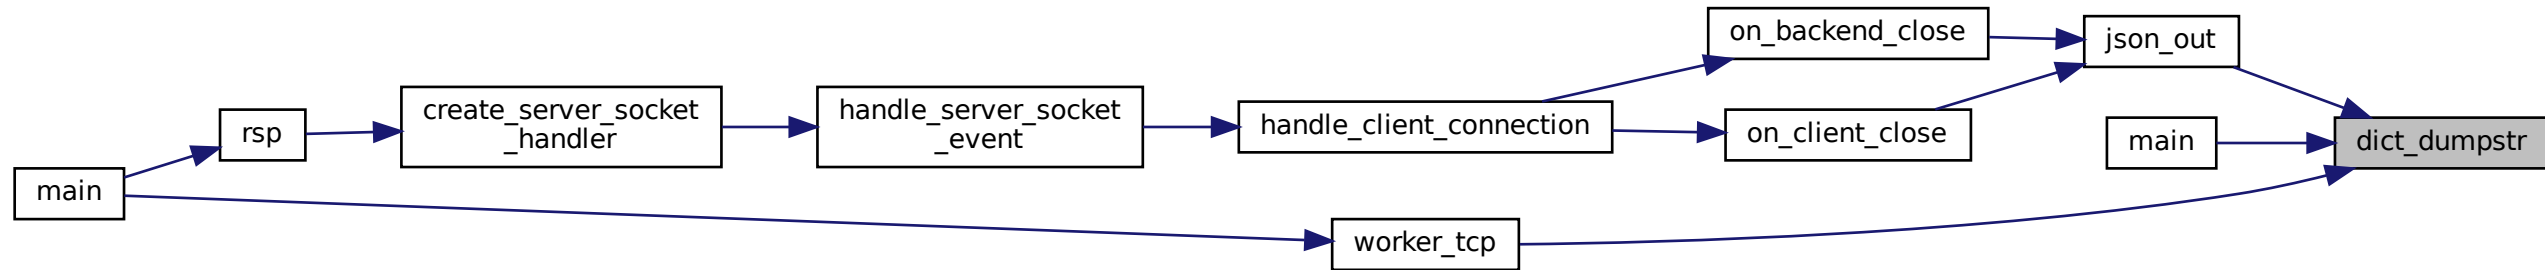 on_backend_close
json_out
create_server_socket
_handler
handle_server_socket
_event
rsp
handle_client_connection
on_client_close
main
dict_dumpstr
main
worker_tcp